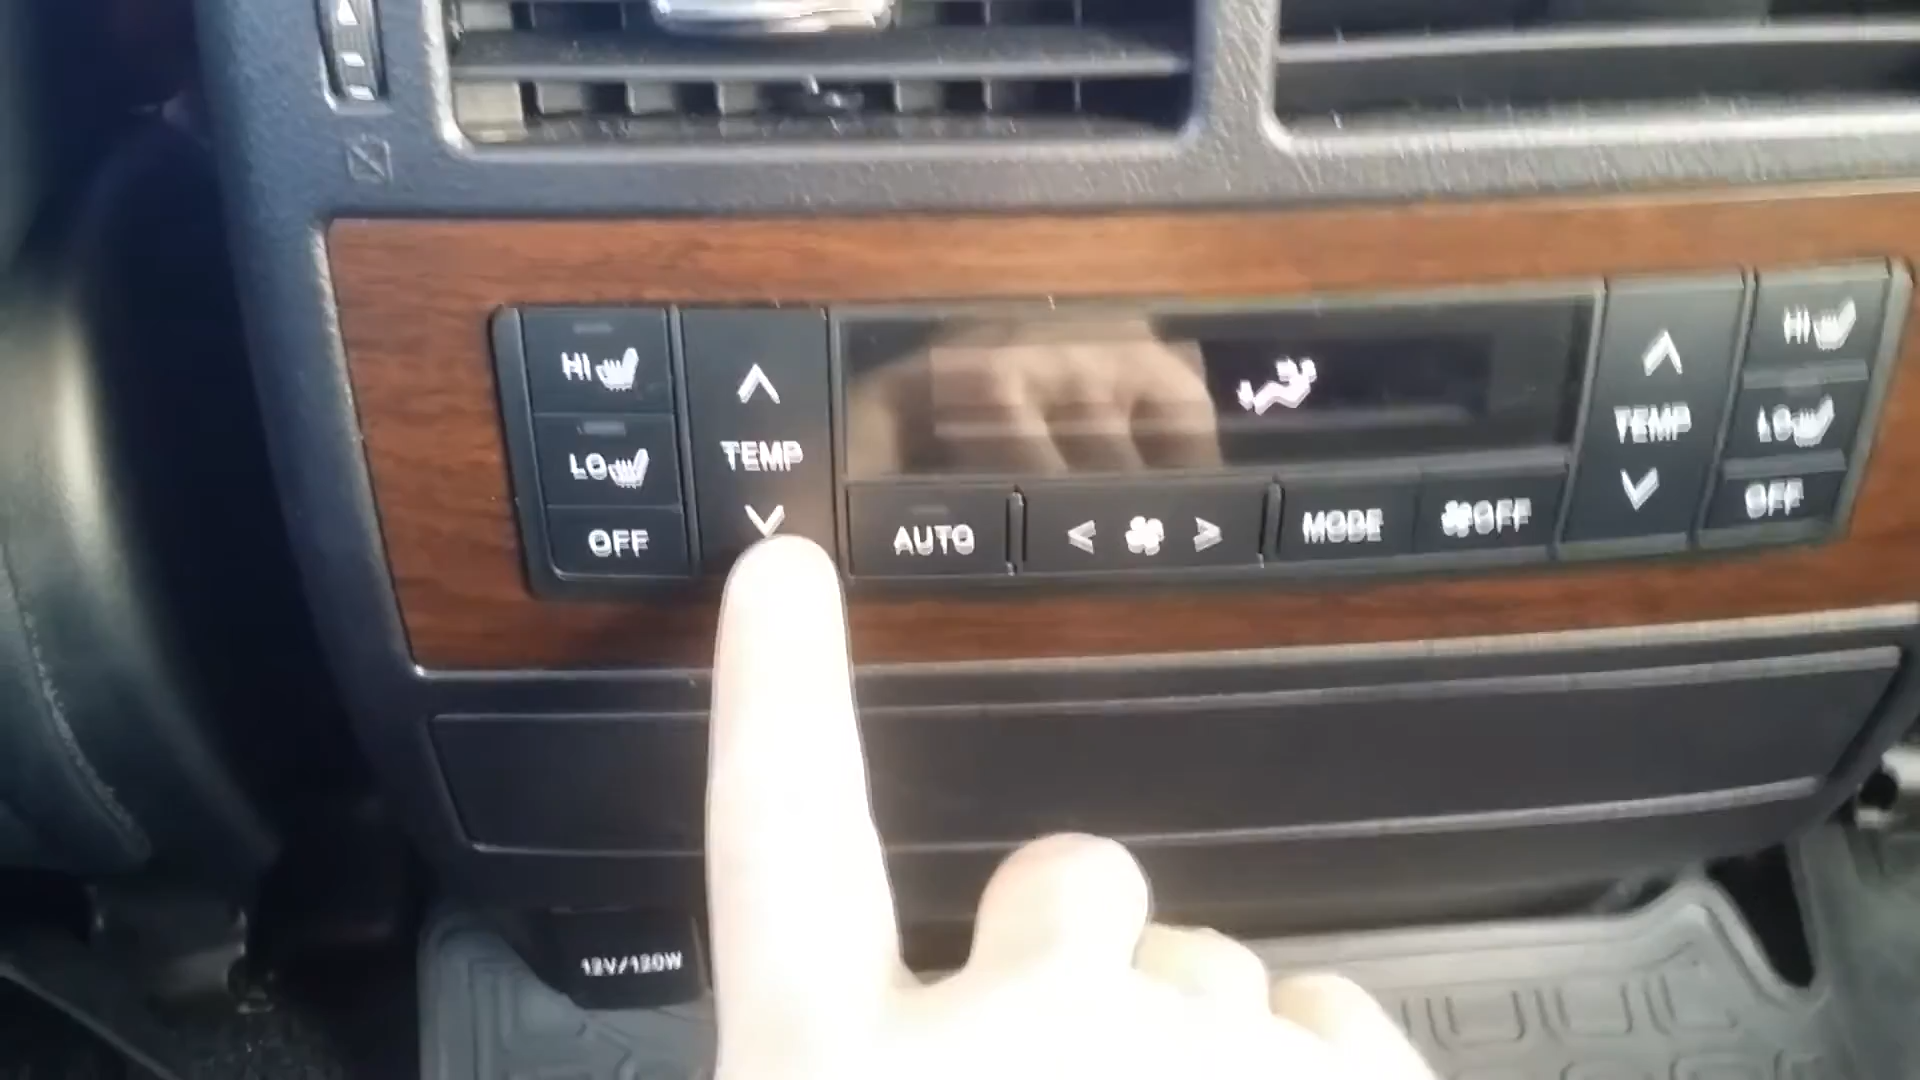 HI
LO
OFF
TEMP
AUTO
MODE
OFF
TEMP
HI
LO
OFF
12V/120W